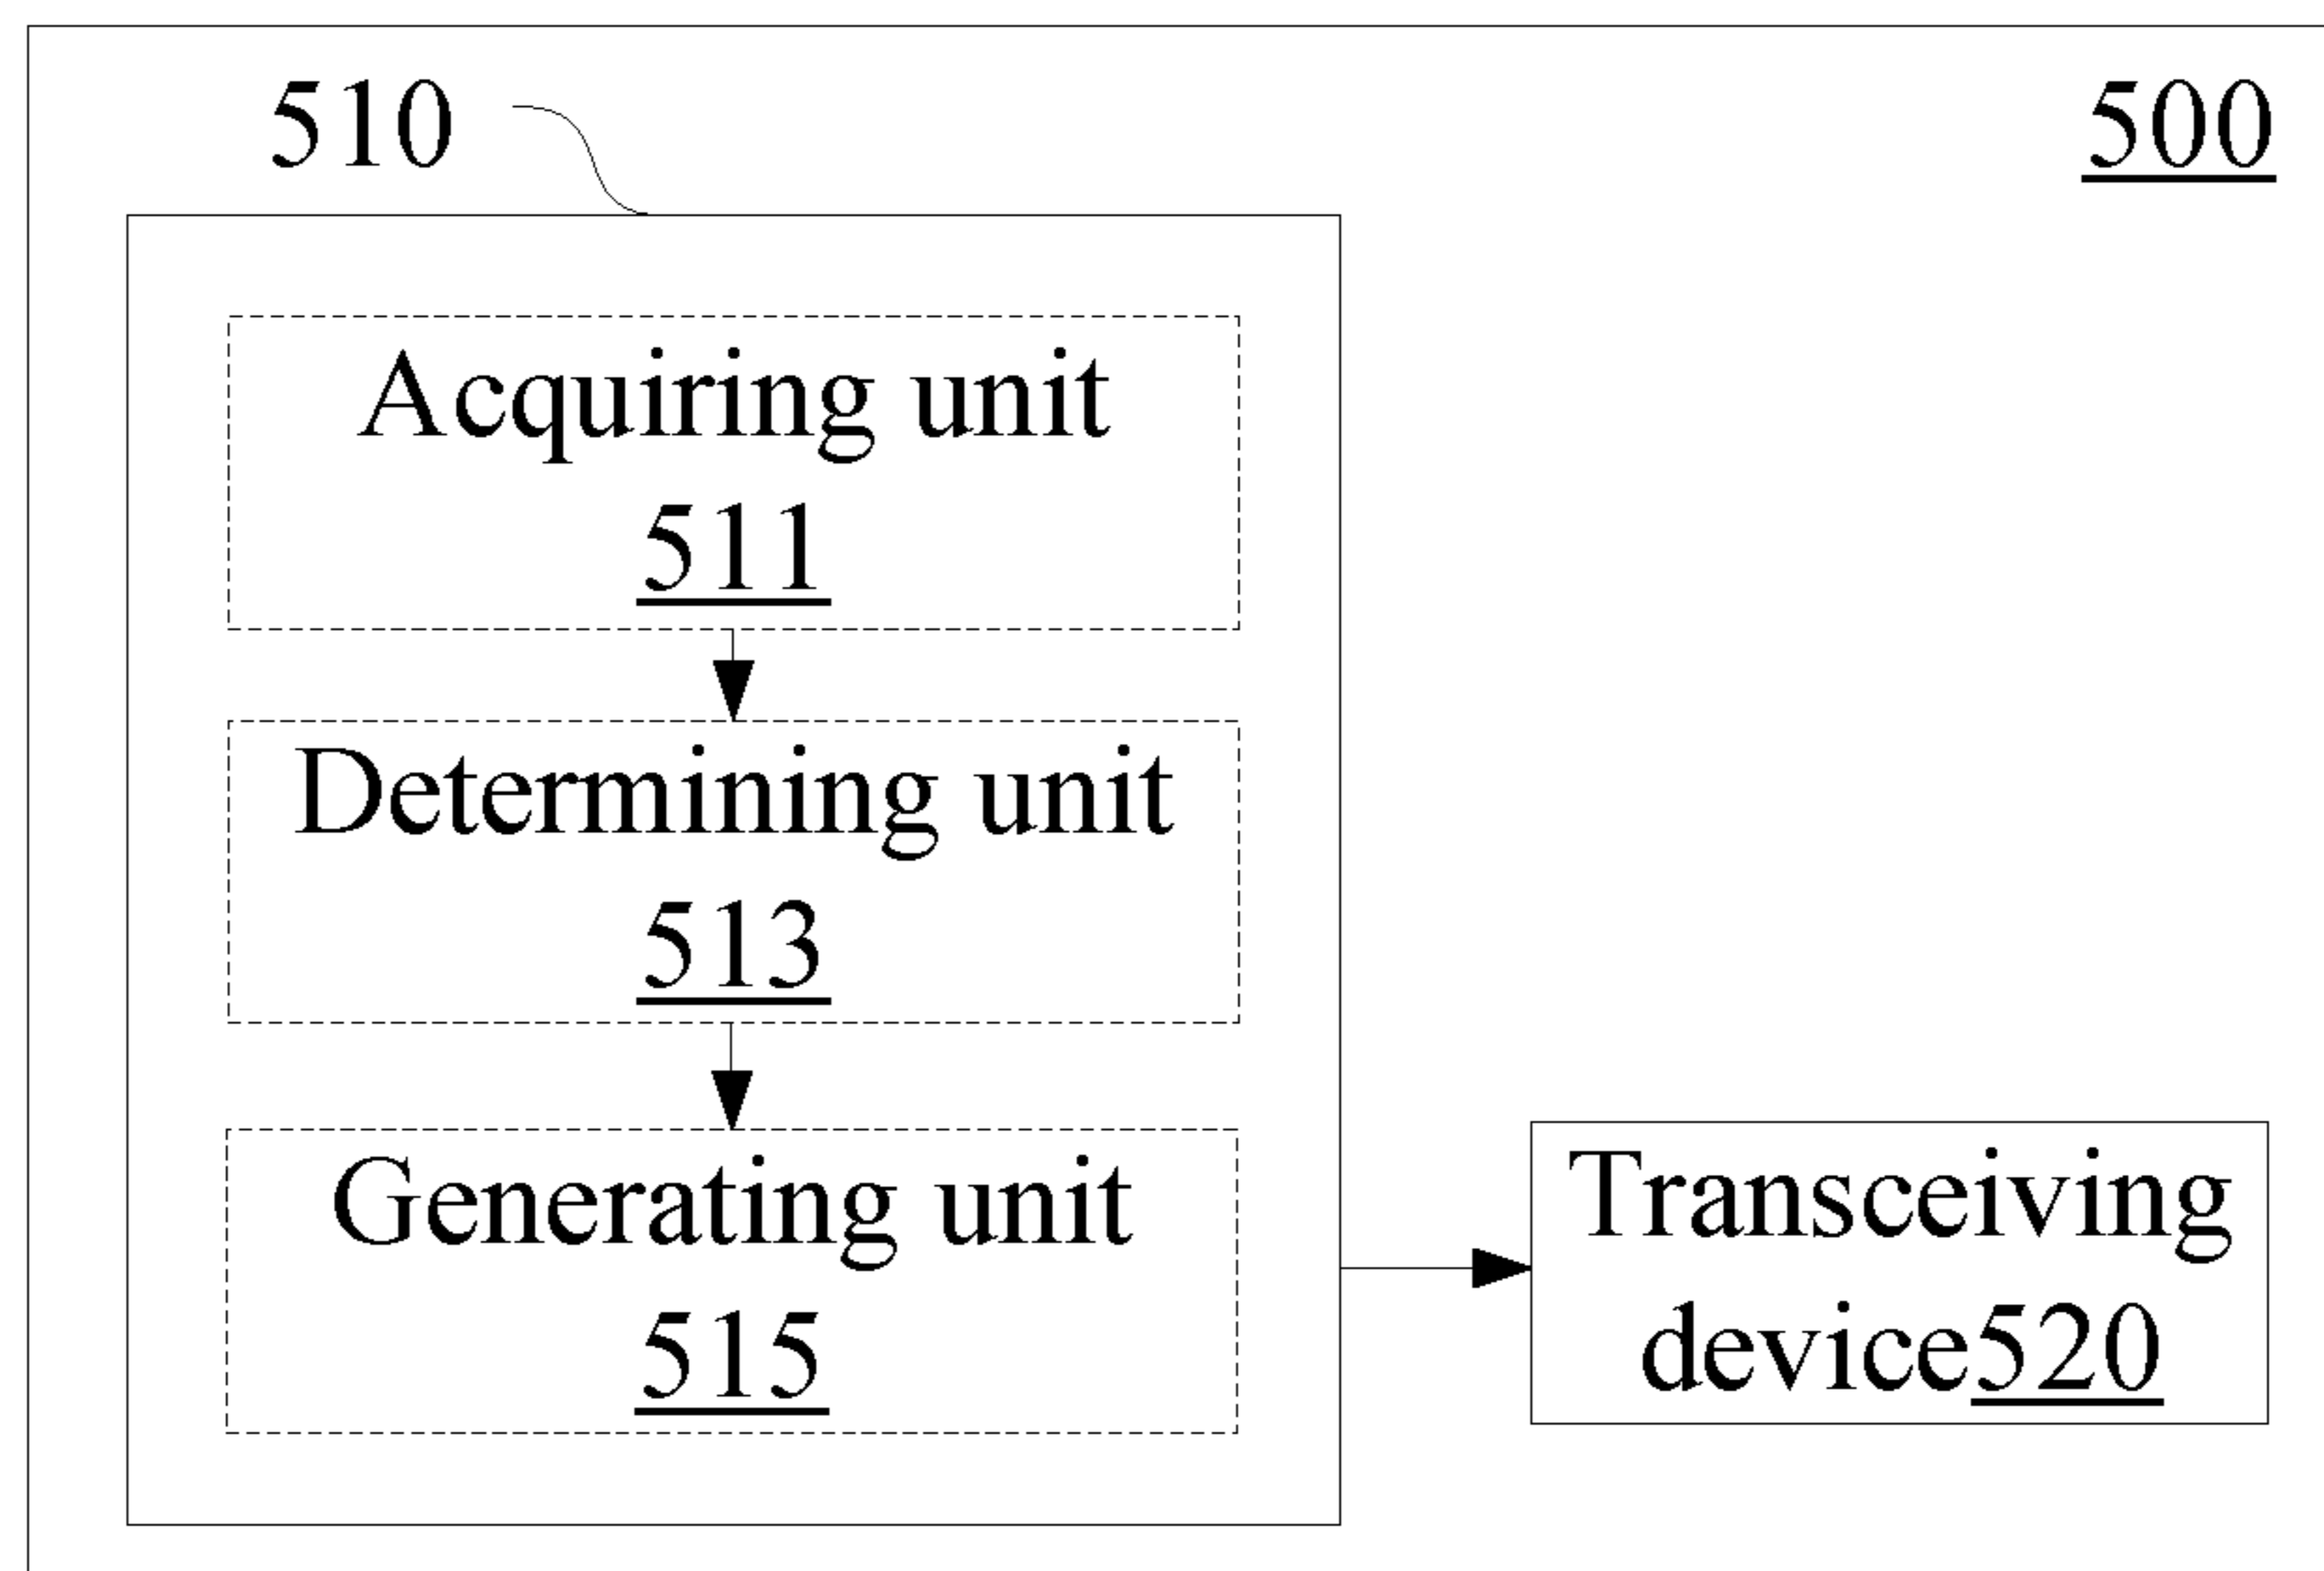 510
500
Acquiring unit
511
Determining unit
513
Generating unit
515
Transceiving
device520